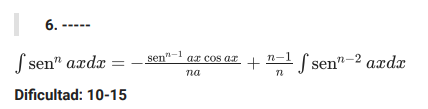 6. -----
∫ senⁿ axdx = − senⁿ⁻¹ ax cos ax / na + n−1 / n ∫ senⁿ⁻² axdx
Dificultad: 10-15